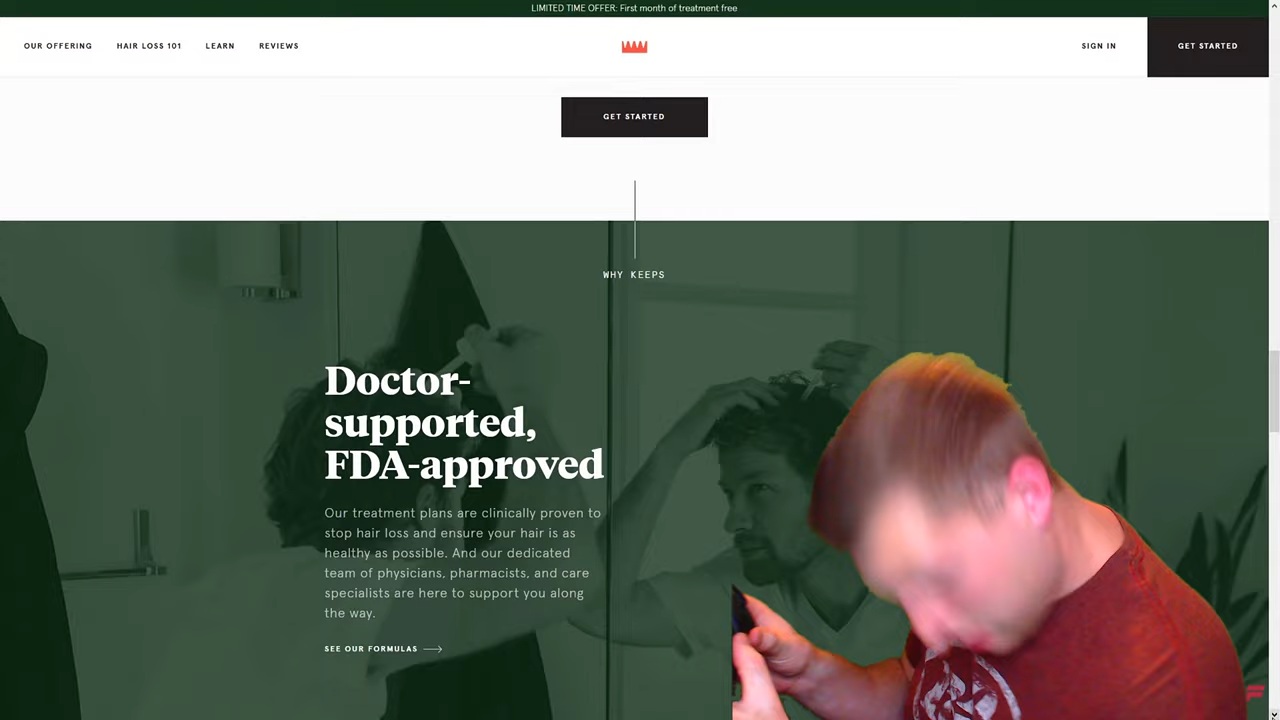 LIMITED TIME OFFER: First month of treatment free
OUR OFFERING HAIR LOSS 101 LEARN REVIEWS SIGN IN GET STARTED
GET STARTED
WHY KEEPS
Doctor-
supported,
FDA-approved
Our treatment plans are clinically proven to
stop hair loss and ensure your hair is as
healthy as possible. And our dedicated
team of physicians, pharmacists, and care
specialists are here to support you along
the way.
SEE OUR FORMULAS